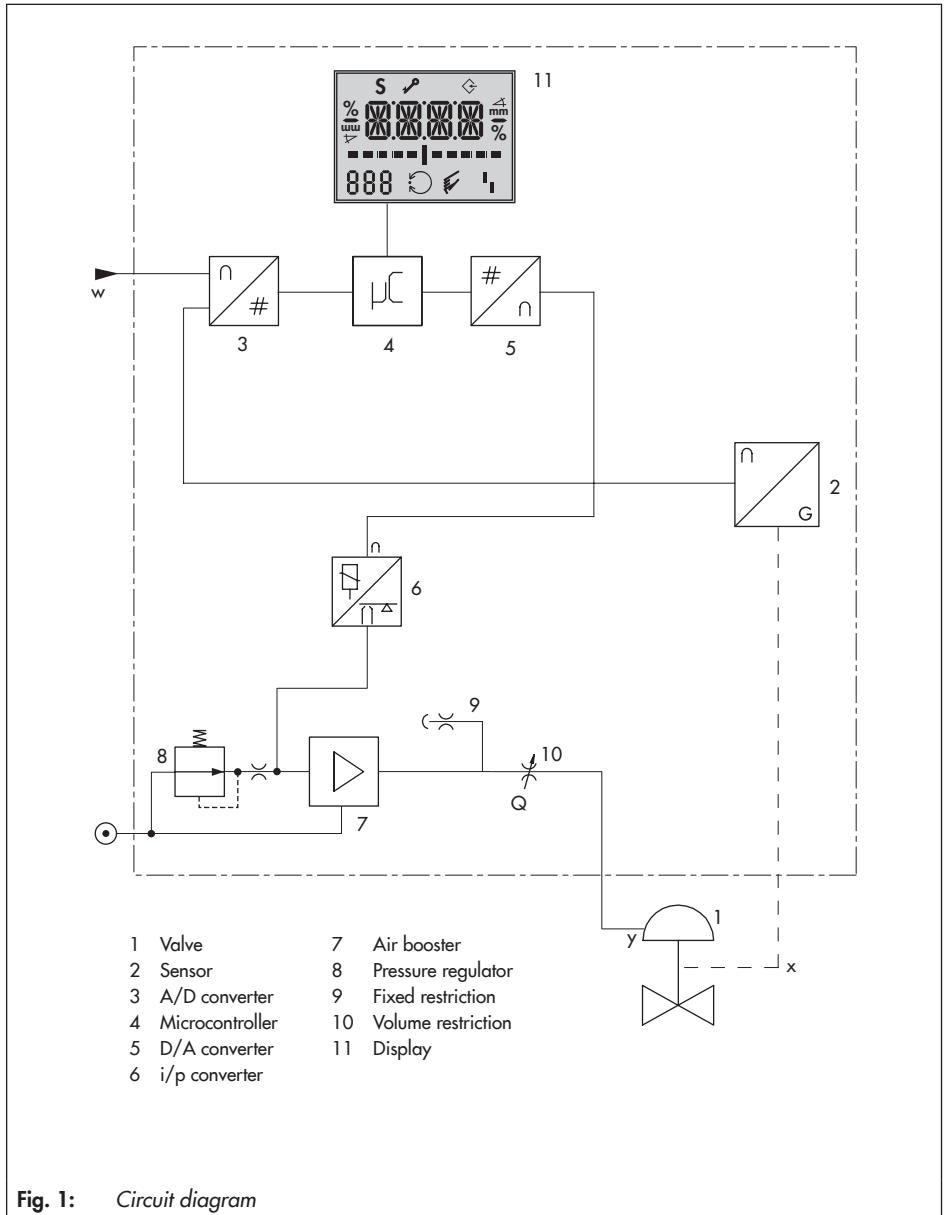 11
S
% mm
mm %
888
w
3
4
5
μC
#
#
2
G
6
9
8
10
Q
7
1
y
x
1 Valve
2 Sensor
3 A/D converter
4 Microcontroller
5 D/A converter
6 i/p converter
7 Air booster
8 Pressure regulator
9 Fixed restriction
10 Volume restriction
11 Display
Fig. 1: Circuit diagram